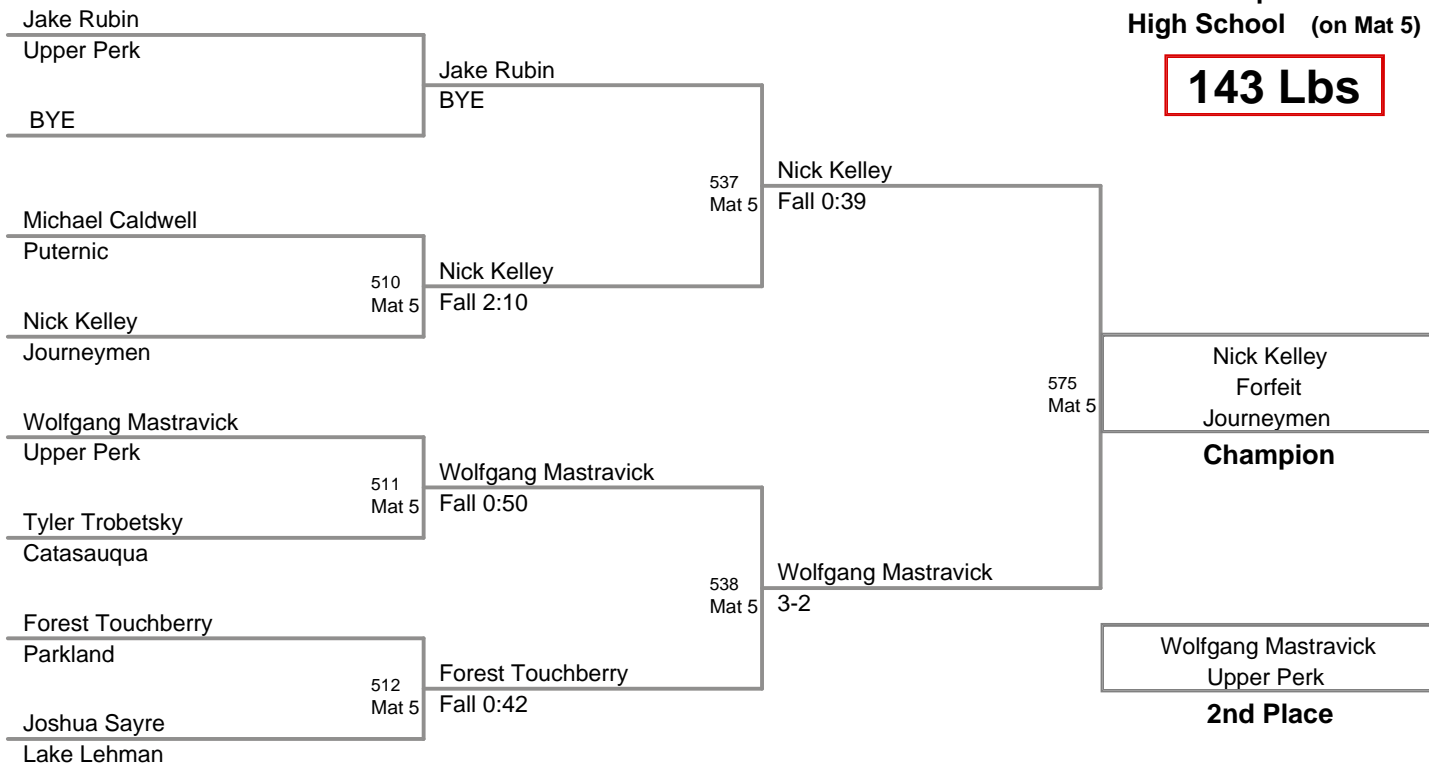 High School (on Mat 5)
143 Lbs
Jake Rubin
Upper Perk
BYE
Michael Caldwell
Puternic
Nick Kelley
Journeymen
Wolfgang Mastravick
Upper Perk
Tyler Trobetsky
Catasauqua
Forest Touchberry
Parkland
Joshua Sayre
Lake Lehman
Jake Rubin
BYE
510
Mat 5
Nick Kelley
Fall 2:10
511
Mat 5
Wolfgang Mastravick
Fall 0:50
512
Mat 5
Forest Touchberry
Fall 0:42
537
Mat 5
Nick Kelley
Fall 0:39
538
Mat 5
Wolfgang Mastravick
3-2
575
Mat 5
Nick Kelley
Forfeit
Journeymen
Champion
Wolfgang Mastravick
Upper Perk
2nd Place